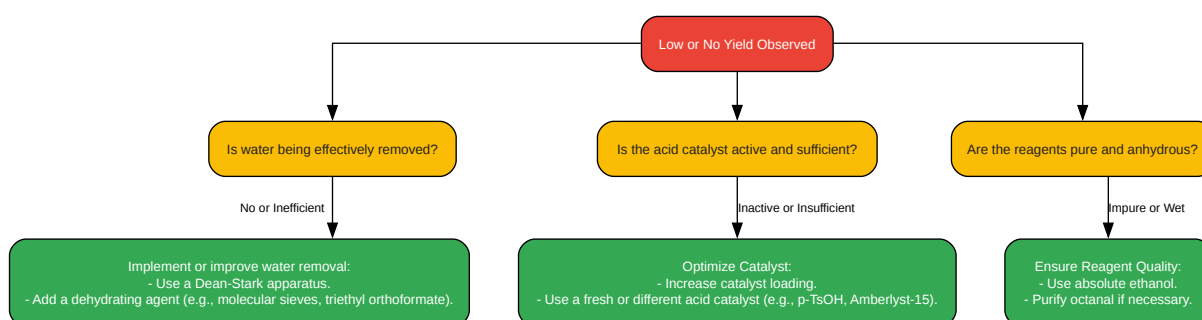 Low or No Yield Observed
Is water being effectively removed?
Is the acid catalyst active and sufficient?
Are the reagents pure and anhydrous?
No or Inefficient
Inactive or Insufficient
Impure or Wet
Implement or improve water removal:
- Use a Dean-Stark apparatus.
- Add a dehydrating agent (e.g., molecular sieves, triethyl orthoformate).
Optimize Catalyst:
- Increase catalyst loading.
- Use a fresh or different acid catalyst (e.g., p-TsOH, Amberlyst-15).
Ensure Reagent Quality:
- Use absolute ethanol.
- Purify octanal if necessary.